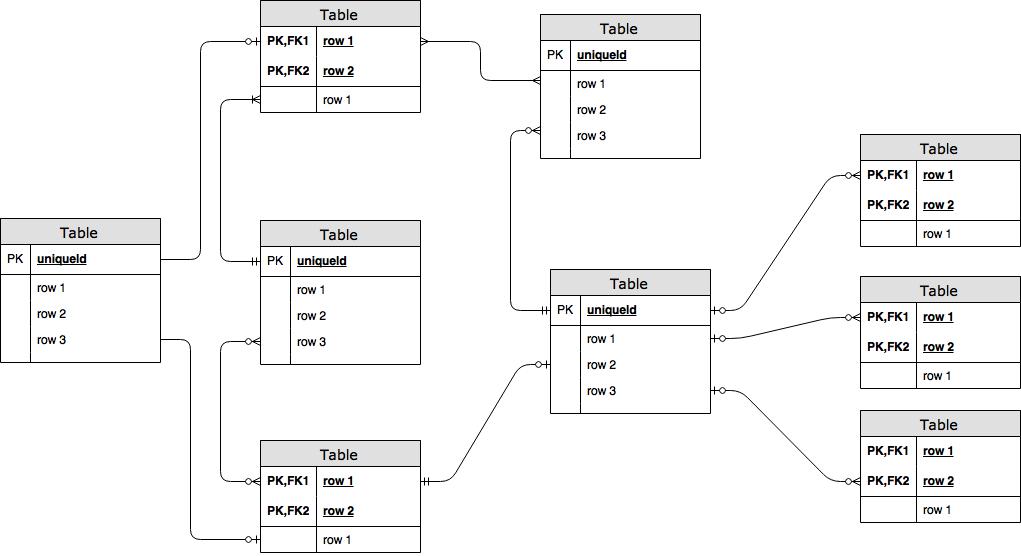 Table
PK,FK1 row 1
PK,FK2 row 2
row 1
Table
PK uniqueId
row 1
row 2
row 3
Table
PK,FK1 row 1
PK,FK2 row 2
row 1
Table
PK uniqueId
row 1
row 2
row 3
Table
PK uniqueId
row 1
row 2
row 3
Table
PK uniqueId
row 1
row 2
row 3
Table
PK,FK1 row 1
PK,FK2 row 2
row 1
Table
PK,FK1 row 1
PK,FK2 row 2
row 1
Table
PK,FK1 row 1
PK,FK2 row 2
row 1